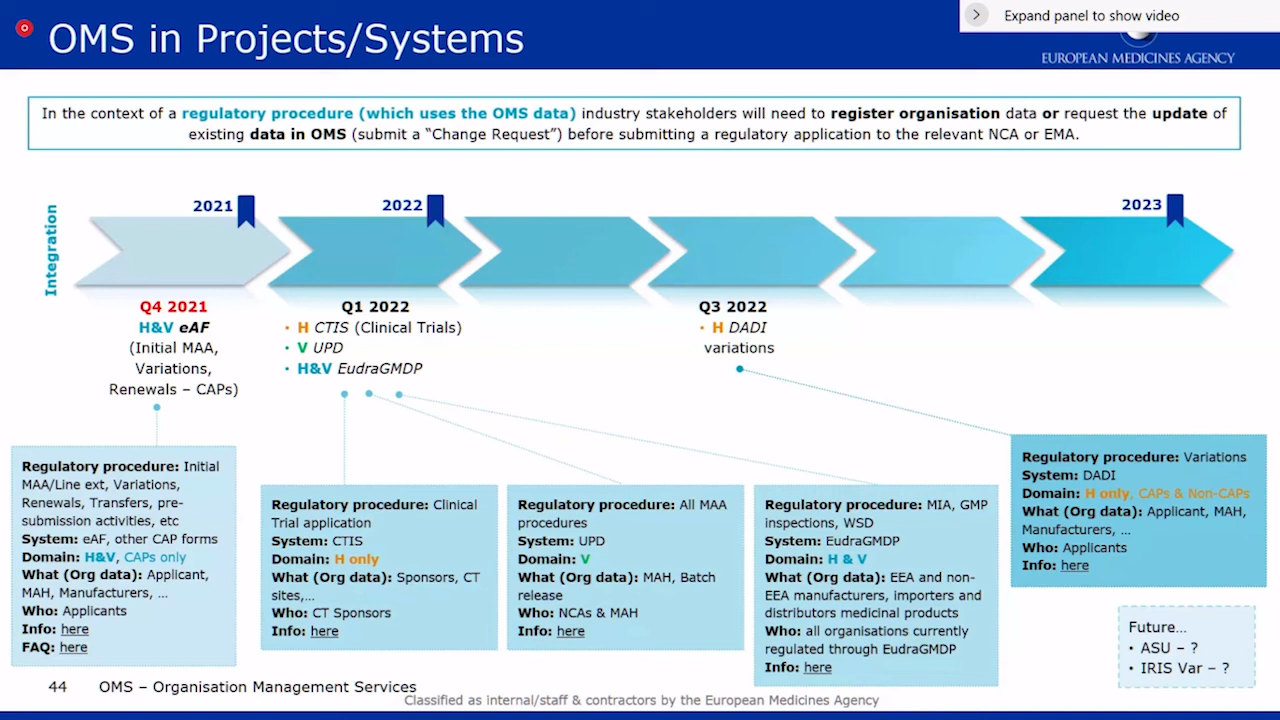 OMS in Projects/Systems
Expand panel to show video
EUROPEAN MEDICINES AGENCY
In the context of a regulatory procedure (which uses the OMS data) industry stakeholders will need to register organisation data or request the update of
existing data in OMS (submit a “Change Request”) before submitting a regulatory application to the relevant NCA or EMA.
Integration
2021
2022
2023
Q4 2021
H&V eAF
(Initial MAA,
Variations,
Renewals – CAPs)
Q1 2022
• H CTIS (Clinical Trials)
• V UPD
• H&V EudraGMDP
Q3 2022
• H DADI
variations
Regulatory procedure: Initial
MAA/Line ext, Variations,
Renewals, Transfers, pre-
submission activities, etc
System: eAF, other CAP forms
Domain: H&V, CAPs only
What (Org data): Applicant,
MAH, Manufacturers, …
Who: Applicants
Info: here
FAQ: here
Regulatory procedure: Clinical
Trial application
System: CTIS
Domain: H only
What (Org data): Sponsors, CT
sites,…
Who: CT Sponsors
Info: here
Regulatory procedure: All MAA
procedures
System: UPD
Domain: V
What (Org data): MAH, Batch
release
Who: NCAs & MAH
Info: here
Regulatory procedure: MIA, GMP
inspections, WSD
System: EudraGMDP
Domain: H & V
What (Org data): EEA and non-
EEA manufacturers, importers and
distributors medicinal products
Who: all organisations currently
regulated through EudraGMDP
Info: here
Regulatory procedure: Variations
System: DADI
Domain: H only, CAPs & Non-CAPs
What (Org data): Applicant, MAH,
Manufacturers, …
Who: Applicants
Info: here
Future…
• ASU – ?
• IRIS Var – ?
44 OMS – Organisation Management Services
Classified as internal/staff & contractors by the European Medicines Agency